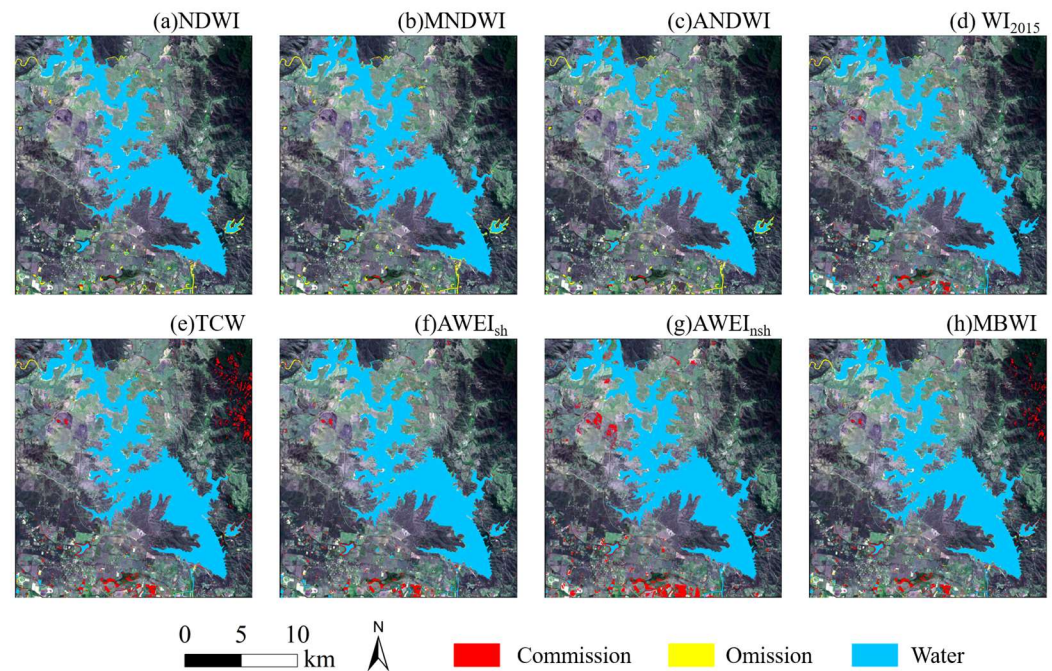 (a)NDWI
(b)MNDWI
(c)ANDWI
(d) WI2015
(e)TCW
(f)AWEIsh
(g)AWEInsh
(h)MBWI
0 5 10
km
N
Commission
Omission
Water